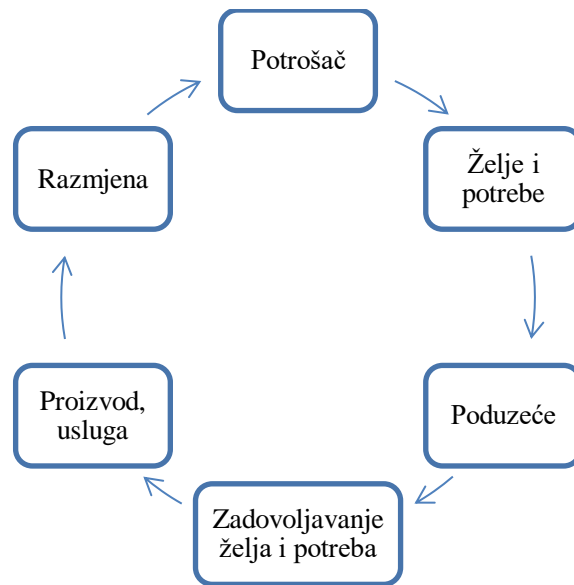 Potrošač
Želje i
potrebe
Poduzeće
Zadovoljavanje
želja i potreba
Proizvod,
usluga
Razmjena